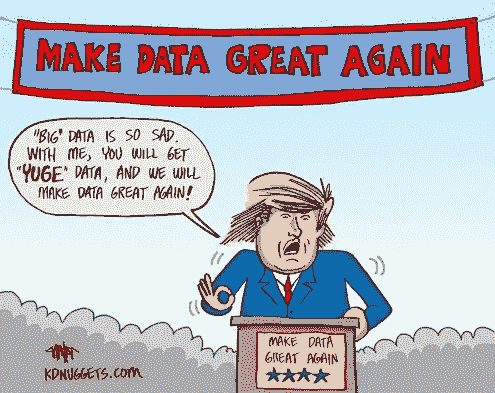 MAKE DATA GREAT AGAIN
"BIG" DATA IS SO SAD.
WITH ME, YOU WILL GET
"YUGE" DATA, AND WE WILL
MAKE DATA GREAT AGAIN!
MAKE DATA
GREAT AGAIN
KDNUGGETS.COM